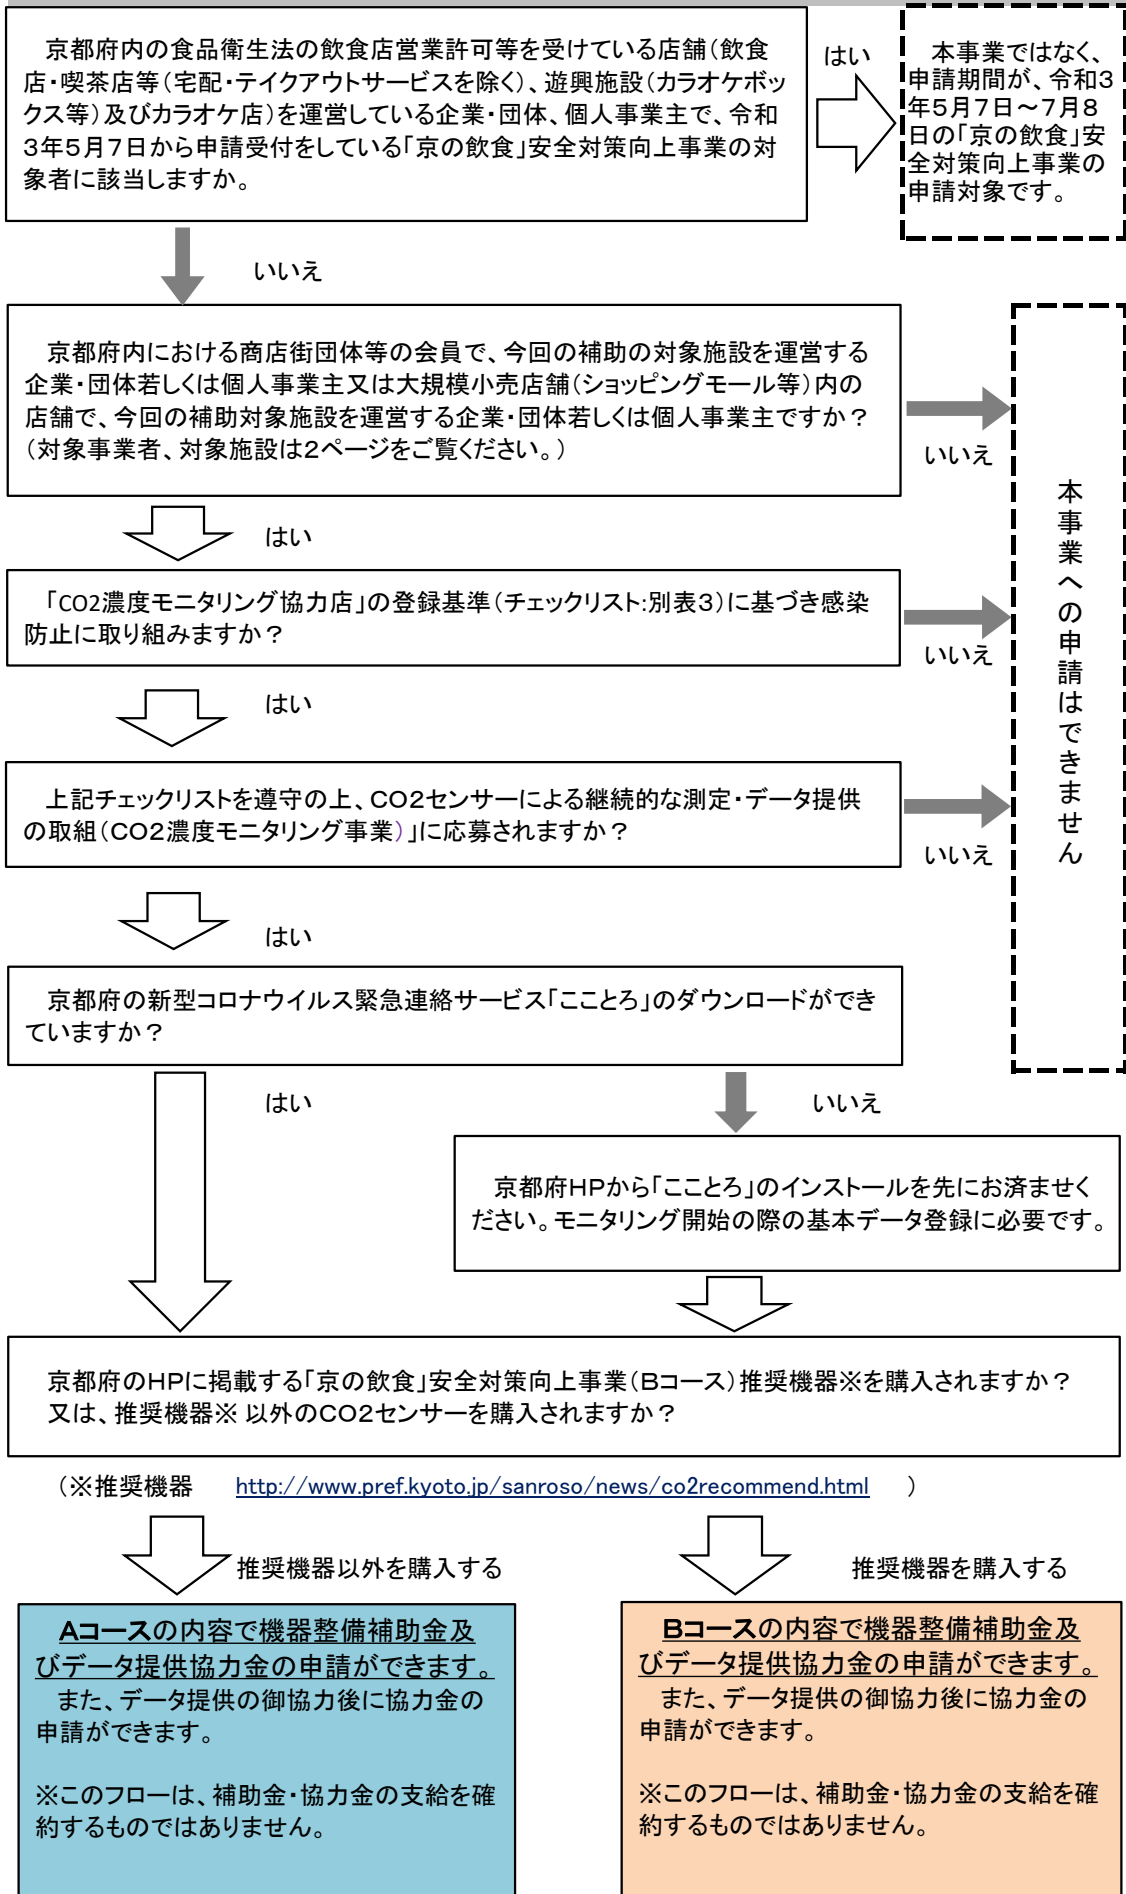 京都府内の食品衛生法の飲食店営業許可等を受けている店舗(飲食
店・喫茶店等(宅配・テイクアウトサービスを除く)、遊興施設(カラオケボッ
クス等)及びカラオケ店)を運営している企業・団体、個人事業主で、令和
3年5月7日から申請受付をしている「京の飲食」安全対策向上事業の対
象者に該当しますか。
はい
本事業ではなく、
申請期間が、令和3
年5月7日~7月8
日の「京の飲食」安
全対策向上事業の
申請対象です。
いいえ
京都府内における商店街団体等の会員で、今回の補助の対象施設を運営する
企業・団体若しくは個人事業主又は大規模小売店舗(ショッピングモール等)内の
店舗で、今回の補助対象施設を運営する企業・団体若しくは個人事業主ですか?
(対象事業者、対象施設は2ページをご覧ください。)
いいえ
はい
「CO2濃度モニタリング協力店」の登録基準(チェックリスト:別表3)に基づき感染
防止に取り組みますか?
いいえ
はい
上記チェックリストを遵守の上、CO2センサーによる継続的な測定・データ提供
の取組(CO2濃度モニタリング事業)」に応募されますか?
いいえ
本事業への申請はできません
はい
京都府の新型コロナウイルス緊急連絡サービス「こことろ」のダウンロードができ
ていますか?
はい
いいえ
京都府HPから「こことろ」のインストールを先にお済ませく
ださい。モニタリング開始の際の基本データ登録に必要です。
京都府のHPに掲載する「京の飲食」安全対策向上事業(Bコース)推奨機器※を購入されますか?
又は、推奨機器※ 以外のCO2センサーを購入されますか?
(※推奨機器 http://www.pref.kyoto.jp/sanroso/news/co2recommend.html )
推奨機器以外を購入する
推奨機器を購入する
Aコースの内容で機器整備補助金及
びデータ提供協力金の申請ができます。
また、データ提供の御協力後に協力金の
申請ができます。
※このフローは、補助金・協力金の支給を確
約するものではありません。
Bコースの内容で機器整備補助金及
びデータ提供協力金の申請ができます。
また、データ提供の御協力後に協力金の
申請ができます。
※このフローは、補助金・協力金の支給を確
約するものではありません。